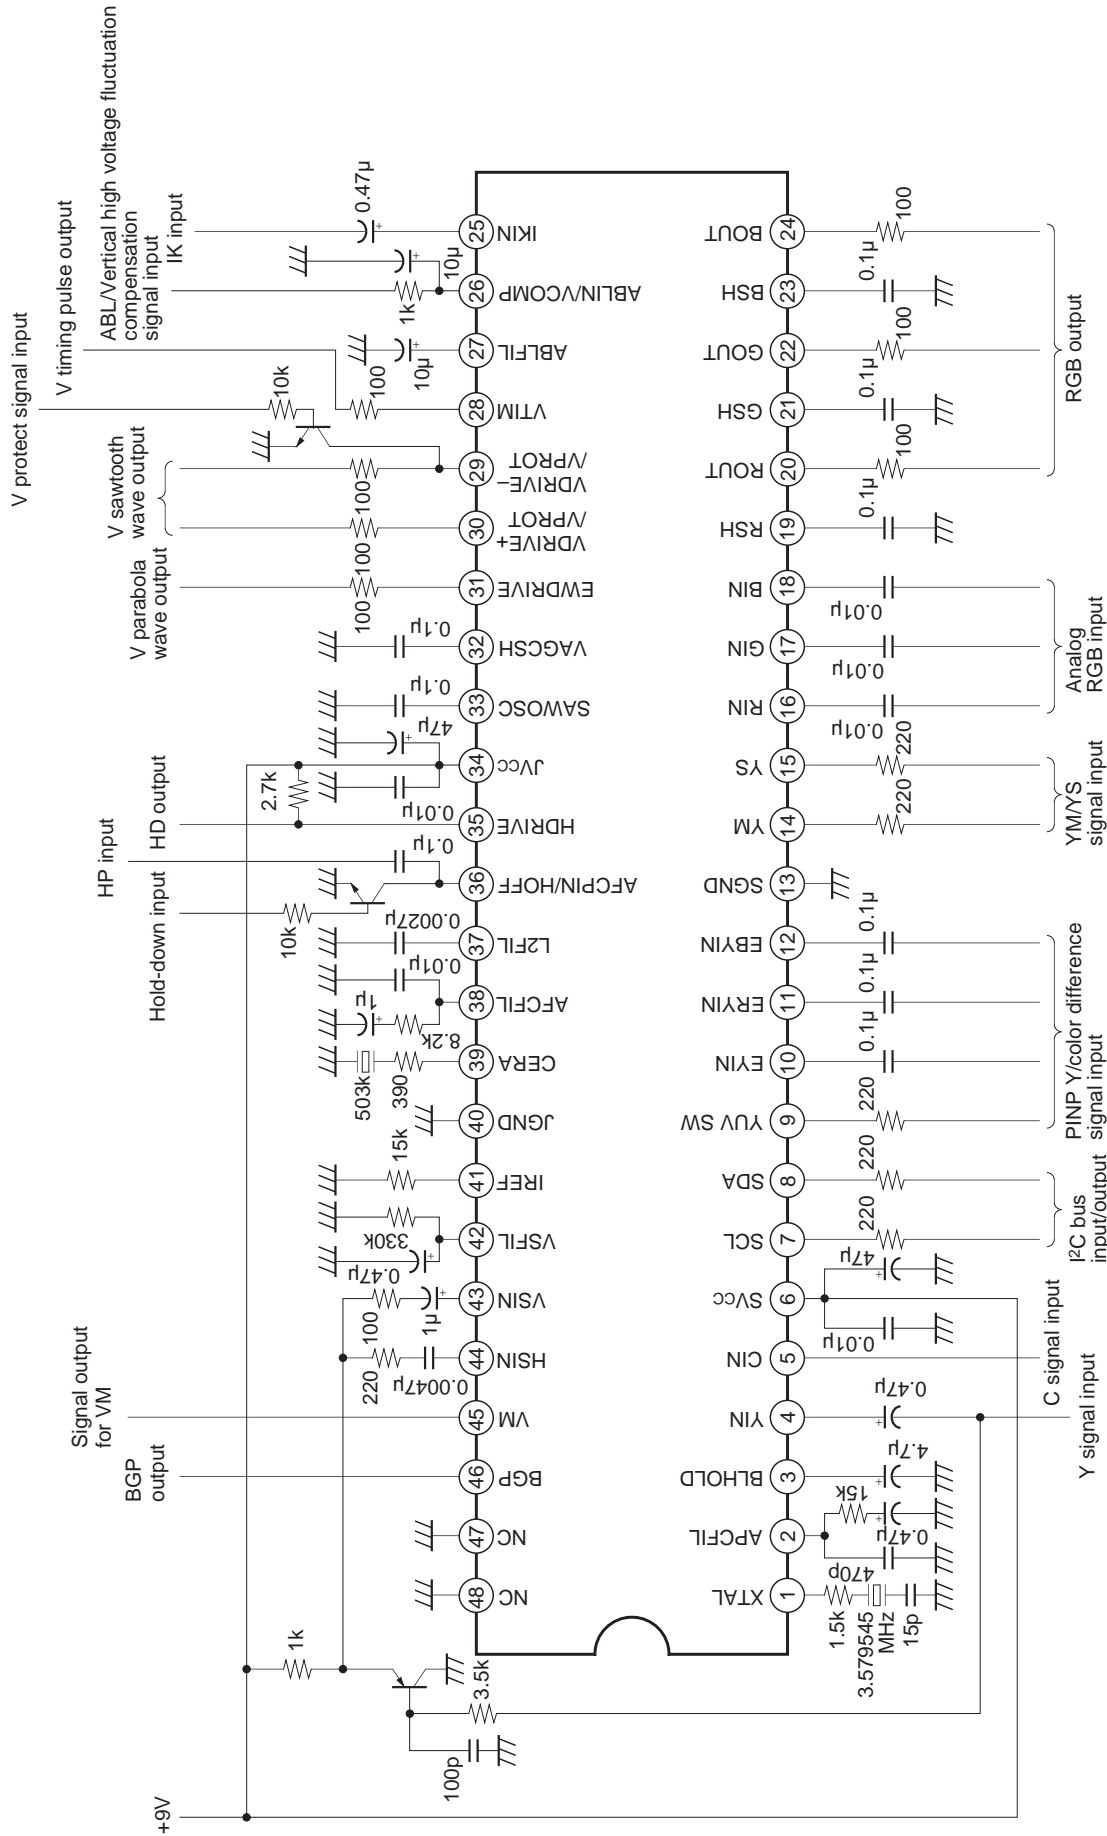 +9V
1k
100p
3.5k
BGP
output
Signal output
for VM
Hold-down input
HP input
HD output
V parabola
wave output
V sawtooth
wave output
V protect signal input
V timing pulse output
ABL/Vertical high voltage fluctuation
compensation
signal input
IK input
220
0.0047µ
100
1µ
0.47µ
330k
15k
503k
390
1µ
8.2k
0.01µ
0.0027µ
10k
0.1µ
2.7k
0.01µ
47µ
0.1µ
0.1µ
100
100
100
10k
100
10µ
1k
10µ
0.47µ
48
47
46
45
44
43
42
41
40
39
38
37
36
35
34
33
32
31
30
29
28
27
26
25
NC
NC
BGP
VM
HSIN
VSIN
VSFIL
IREF
JGND
CERA
AFCFIL
L2FIL
AFCPIN/HOFF
HDRIVE
JVCC
SAWOSC
VAGCSH
EWDRIVE
VDRIVE+
/VPROT
VDRIVE−
/VPROT
VTIM
ABLFIL
ABLIN/VCOMP
IKIN
XTAL
APCFIL
BLHOLD
YIN
CIN
SVCC
SCL
SDA
YUV SW
EYIN
ERYIN
EBYIN
SGND
YM
YS
RIN
GIN
BIN
RSH
ROUT
GSH
GOUT
BSH
BOUT
1
2
3
4
5
6
7
8
9
10
11
12
13
14
15
16
17
18
19
20
21
22
23
24
1.5k
3.579545
MHz
15p
470p
15k
0.47µ
4.7µ
0.47µ
0.01µ
47µ
220
220
220
0.1µ
0.1µ
0.1µ
220
220
0.01µ
0.01µ
0.01µ
0.1µ
100
0.1µ
100
0.1µ
100
Y signal input
C signal input
I²C bus
input/output
PINP Y/color difference
signal input
YM/YS
signal input
Analog
RGB input
RGB output